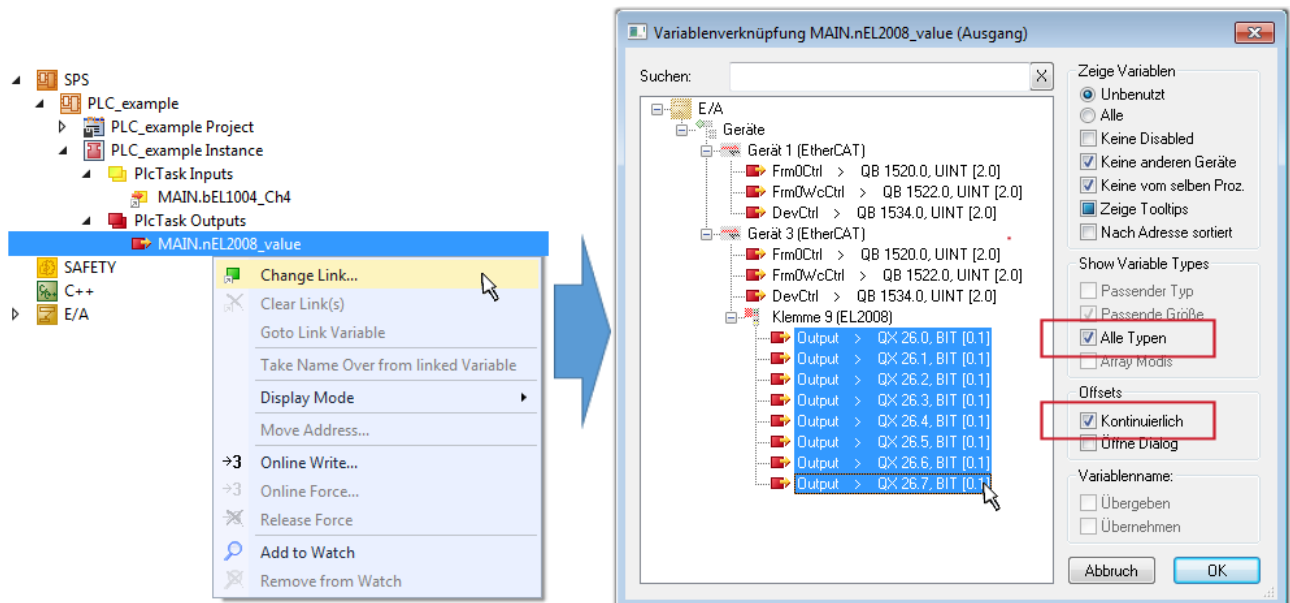 SPS
PLC_example
PLC_example Project
PLC_example Instance
PlcTask Inputs
MAIN.bEL1004_Ch4
PlcTask Outputs
MAIN.nEL2008_value
SAFETY
C++
E/A
Change Link...
Clear Link(s)
Goto Link Variable
Take Name Over from linked Variable
Display Mode
Move Address...
→3 Online Write...
→3 Online Force...
Release Force
Add to Watch
Remove from Watch
Variablenverknüpfung MAIN.nEL2008_value (Ausgang)
Suchen:
X
E/A
Geräte
Gerät 1 (EtherCAT)
Frm0Ctrl > QB 1520.0, UINT [2.0]
Frm0WcCtrl > QB 1522.0, UINT [2.0]
DevCtrl > QB 1534.0, UINT [2.0]
Gerät 3 (EtherCAT)
Frm0Ctrl > QB 1520.0, UINT [2.0]
Frm0WcCtrl > QB 1522.0, UINT [2.0]
DevCtrl > QB 1534.0, UINT [2.0]
Klemme 9 (EL2008)
Output > QX 26.0, BIT [0.1]
Output > QX 26.1, BIT [0.1]
Output > QX 26.2, BIT [0.1]
Output > QX 26.3, BIT [0.1]
Output > QX 26.4, BIT [0.1]
Output > QX 26.5, BIT [0.1]
Output > QX 26.6, BIT [0.1]
Output > QX 26.7, BIT [0.1]
Zeige Variablen
Unbenutzt
Alle
Keine Disabled
Keine anderen Geräte
Keine vom selben Proz.
Zeige Tooltips
Nach Adresse sortiert
Show Variable Types
Passender Typ
Passende Größe
Alle Typen
Array Modis
Offsets
Kontinuierlich
Öffne Dialog
Variablenname:
Übergeben
Übernehmen
Abbruch
OK